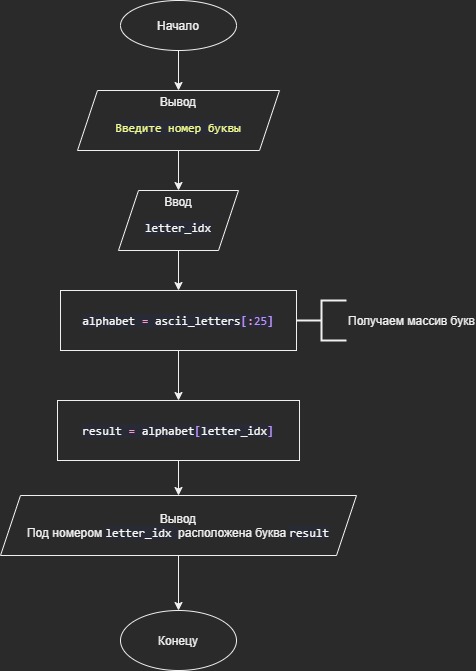 Начало
Вывод
Введите номер буквы
Ввод
letter_idx
alphabet = ascii_letters[:25]
Получаем массив букв
result = alphabet[letter_idx]
Вывод
Под номером letter_idx расположена буква result
Конецу